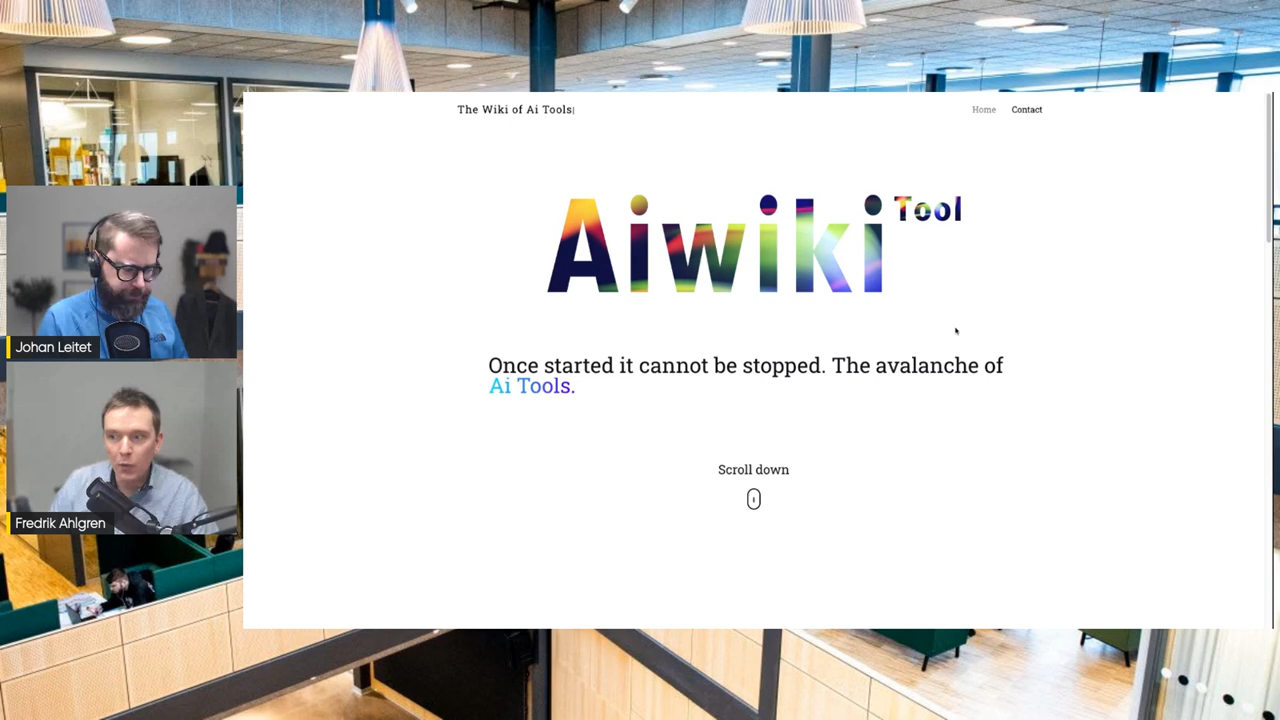 The Wiki of Ai Tools
Home Contact
Aiwiki Tool
Once started it cannot be stopped. The avalanche of
Ai Tools.
Scroll down
Johan Leitet
Fredrik Ahlgren